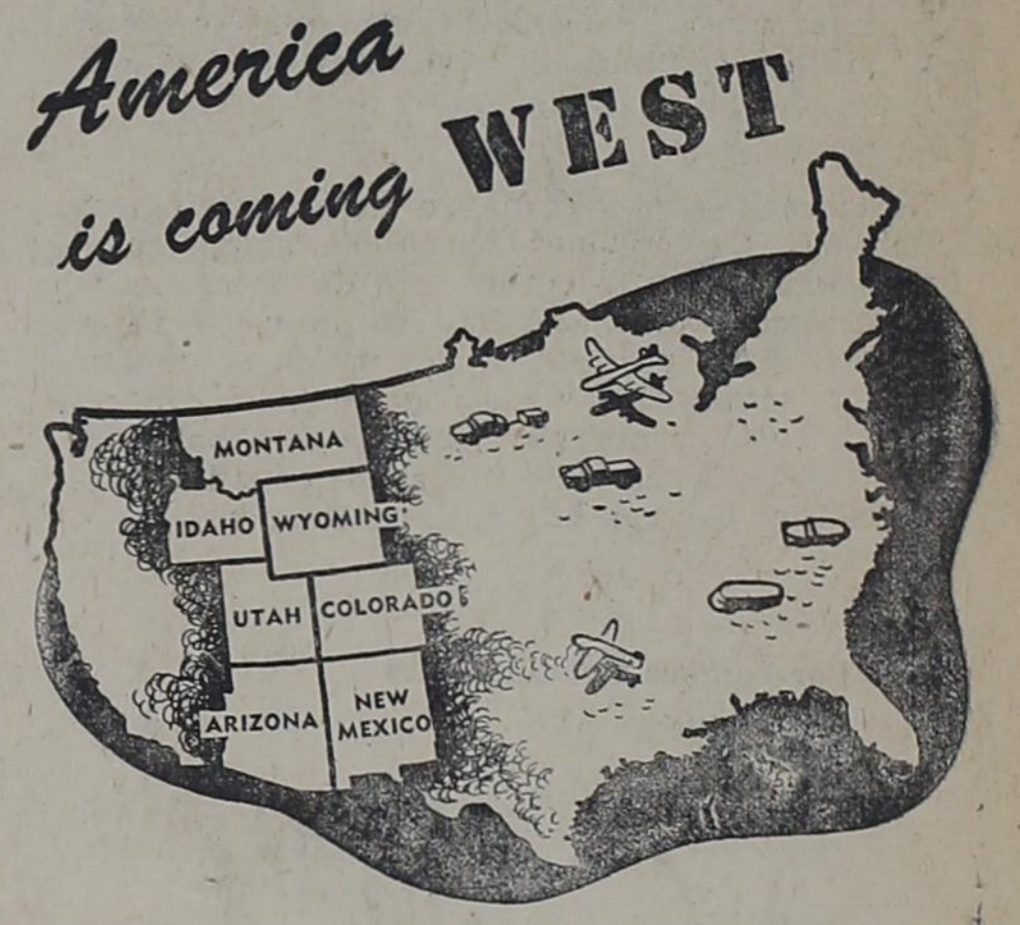 America
is coming WEST
MONTANA
IDAHO WYOMING
UTAH COLORADO
ARIZONA
NEW
MEXICO